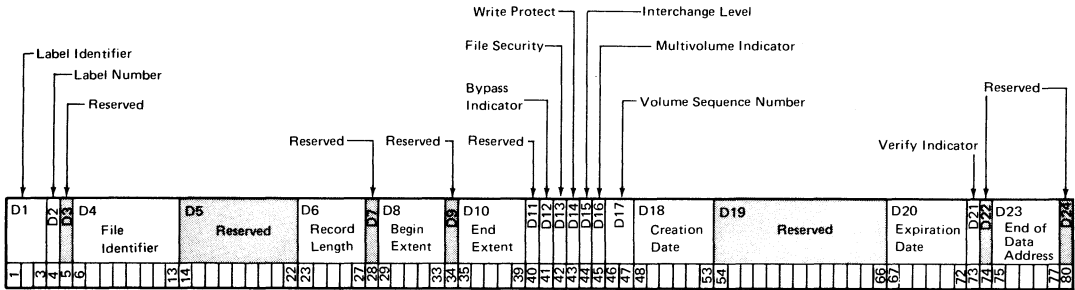 Write Protect
Interchange Level
File Security
Multivolume Indicator
Label Identifier
Label Number
Reserved
Bypass
Indicator
Volume Sequence Number
Reserved
Reserved
Reserved
Reserved
Verify Indicator
D1
D2
D3
D4
File
Identifier
D5
Reserved
D6
Record
Length
D7
D8
Begin
Extent
D9
D10
End
Extent
D11
D12
D13
D14
D15
D16
D17
D18
Creation
Date
D19
Reserved
D20
Expiration
Date
D21
D22
D23
End of
Data
Address
D24
1 3 4 5 6 13 14 22 23 27 28 29 33 34 35 39 40 41 42 43 44 45 46 47 48 53 54 66 67 72 73 74 75 77 80